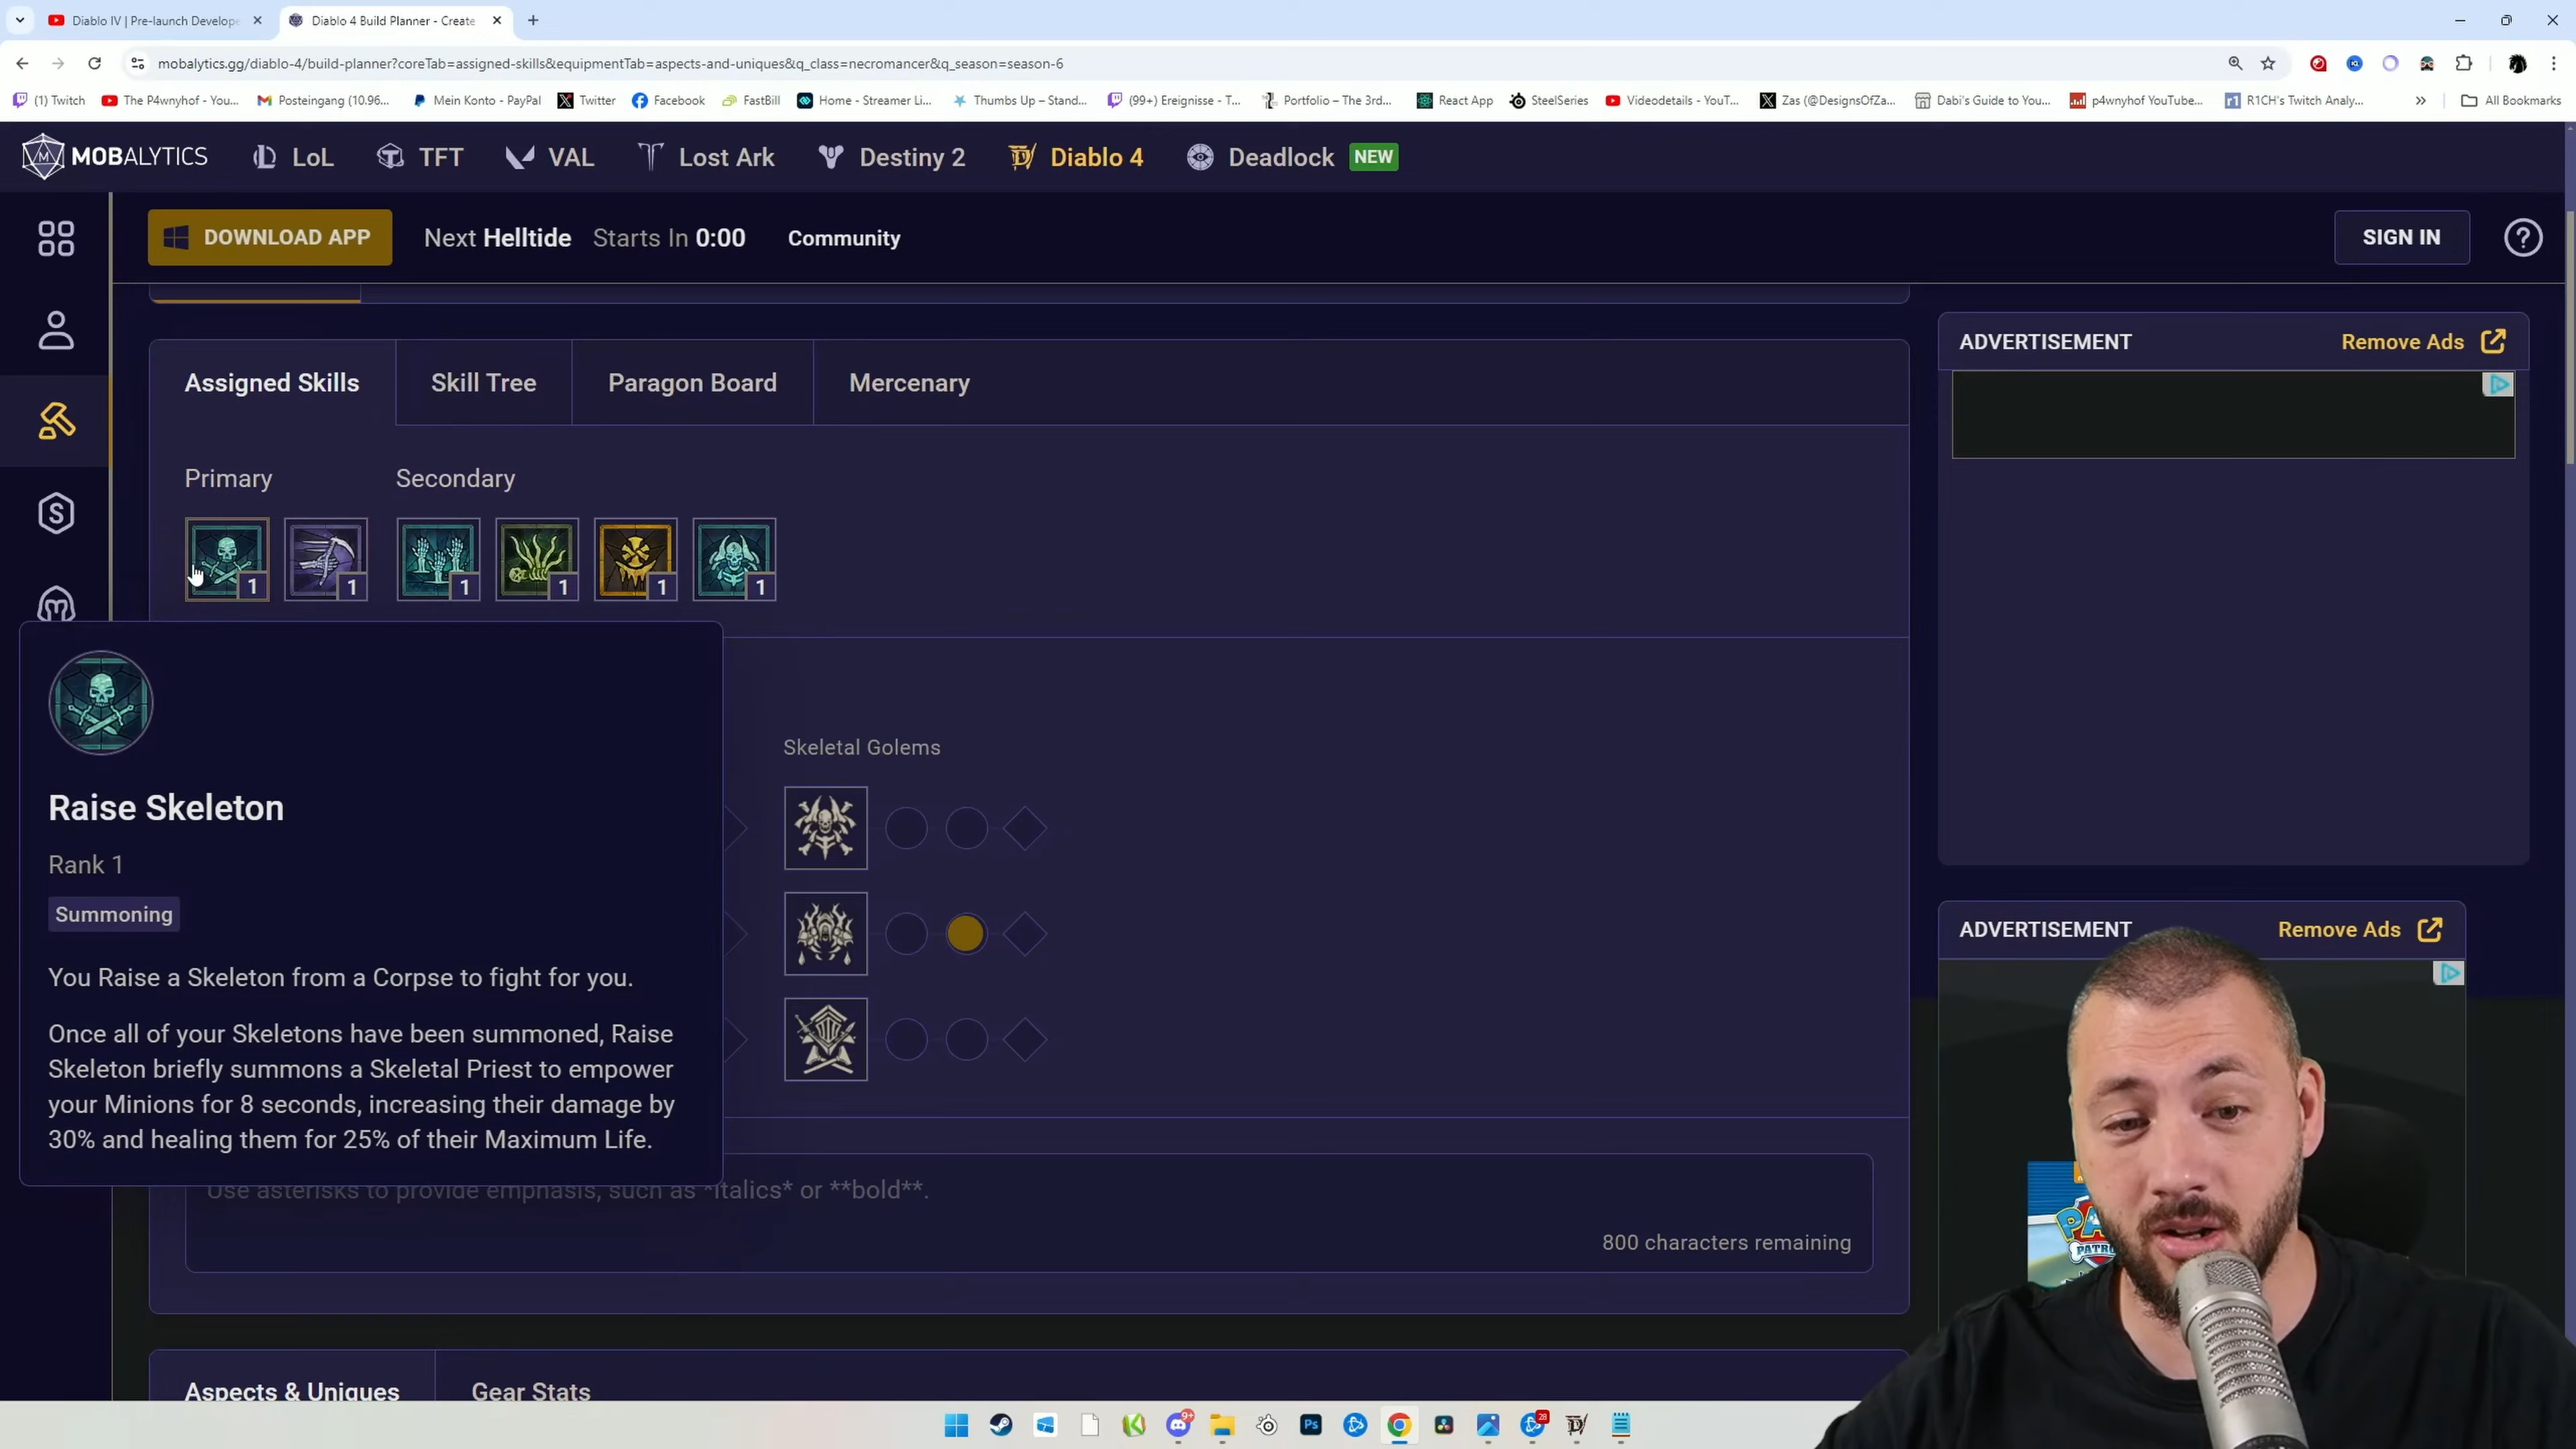 Diablo IV | Pre-launch Develope
Diablo 4 Build Planner - Create
mobalytics.gg/diablo-4/build-planner?coreTab=assigned-skills&equipmentTab=aspects-and-uniques&q_class=necromancer&q_season=season-6
(1) Twitch
The P4wnyhof - You...
Posteingang (10.96...
Mein Konto - PayPal
Twitter
Facebook
FastBill
Home - Streamer Li...
Thumbs Up – Stand...
(99+) Ereignisse - T...
Portfolio – The 3rd...
React App
SteelSeries
Videodetails - YouT...
Zas (@DesignsOfZa...
Dabi's Guide to You...
p4wnyhof YouTube...
R1CH's Twitch Analy...
All Bookmarks
MOBALYTICS
LoL
TFT
VAL
Lost Ark
Destiny 2
Diablo 4
Deadlock
NEW
DOWNLOAD APP
Next Helltide Starts In 0:00
Community
SIGN IN
ADVERTISEMENT
Remove Ads
Assigned Skills
Skill Tree
Paragon Board
Mercenary
Primary
Secondary
1
1
1
1
1
1
Raise Skeleton
Rank 1
Summoning
You Raise a Skeleton from a Corpse to fight for you.
Once all of your Skeletons have been summoned, Raise
Skeleton briefly summons a Skeletal Priest to empower
your Minions for 8 seconds, increasing their damage by
30% and healing them for 25% of their Maximum Life.
Skeletal Golems
ADVERTISEMENT
Remove Ads
Use asterisks to provide emphasis, such as *italics* or **bold**.
800 characters remaining
Aspects & Uniques
Gear Stats
9+
Ps
28